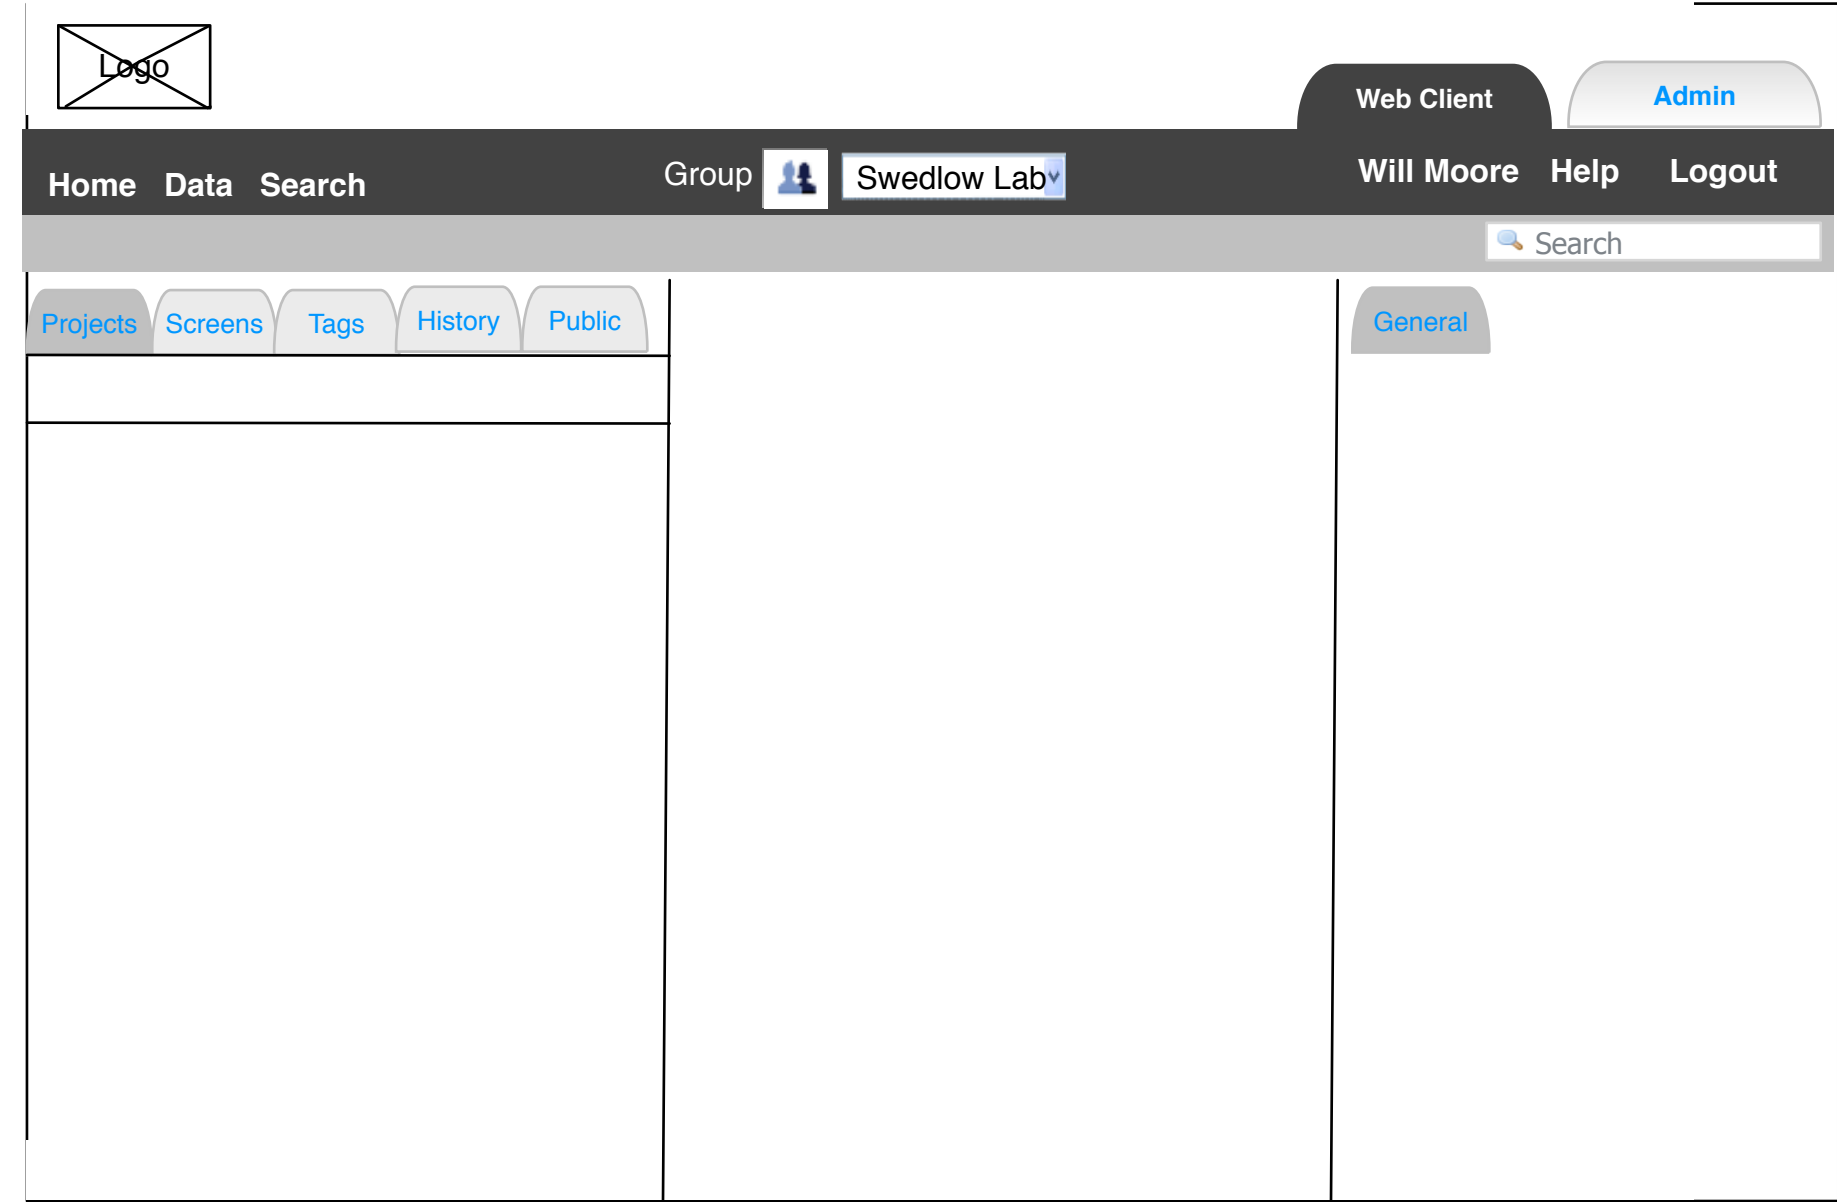 Logo
Web Client
Admin
Home Data Search
Group
Swedlow Lab
Will Moore Help Logout
Search
Projects Screens Tags History Public
General